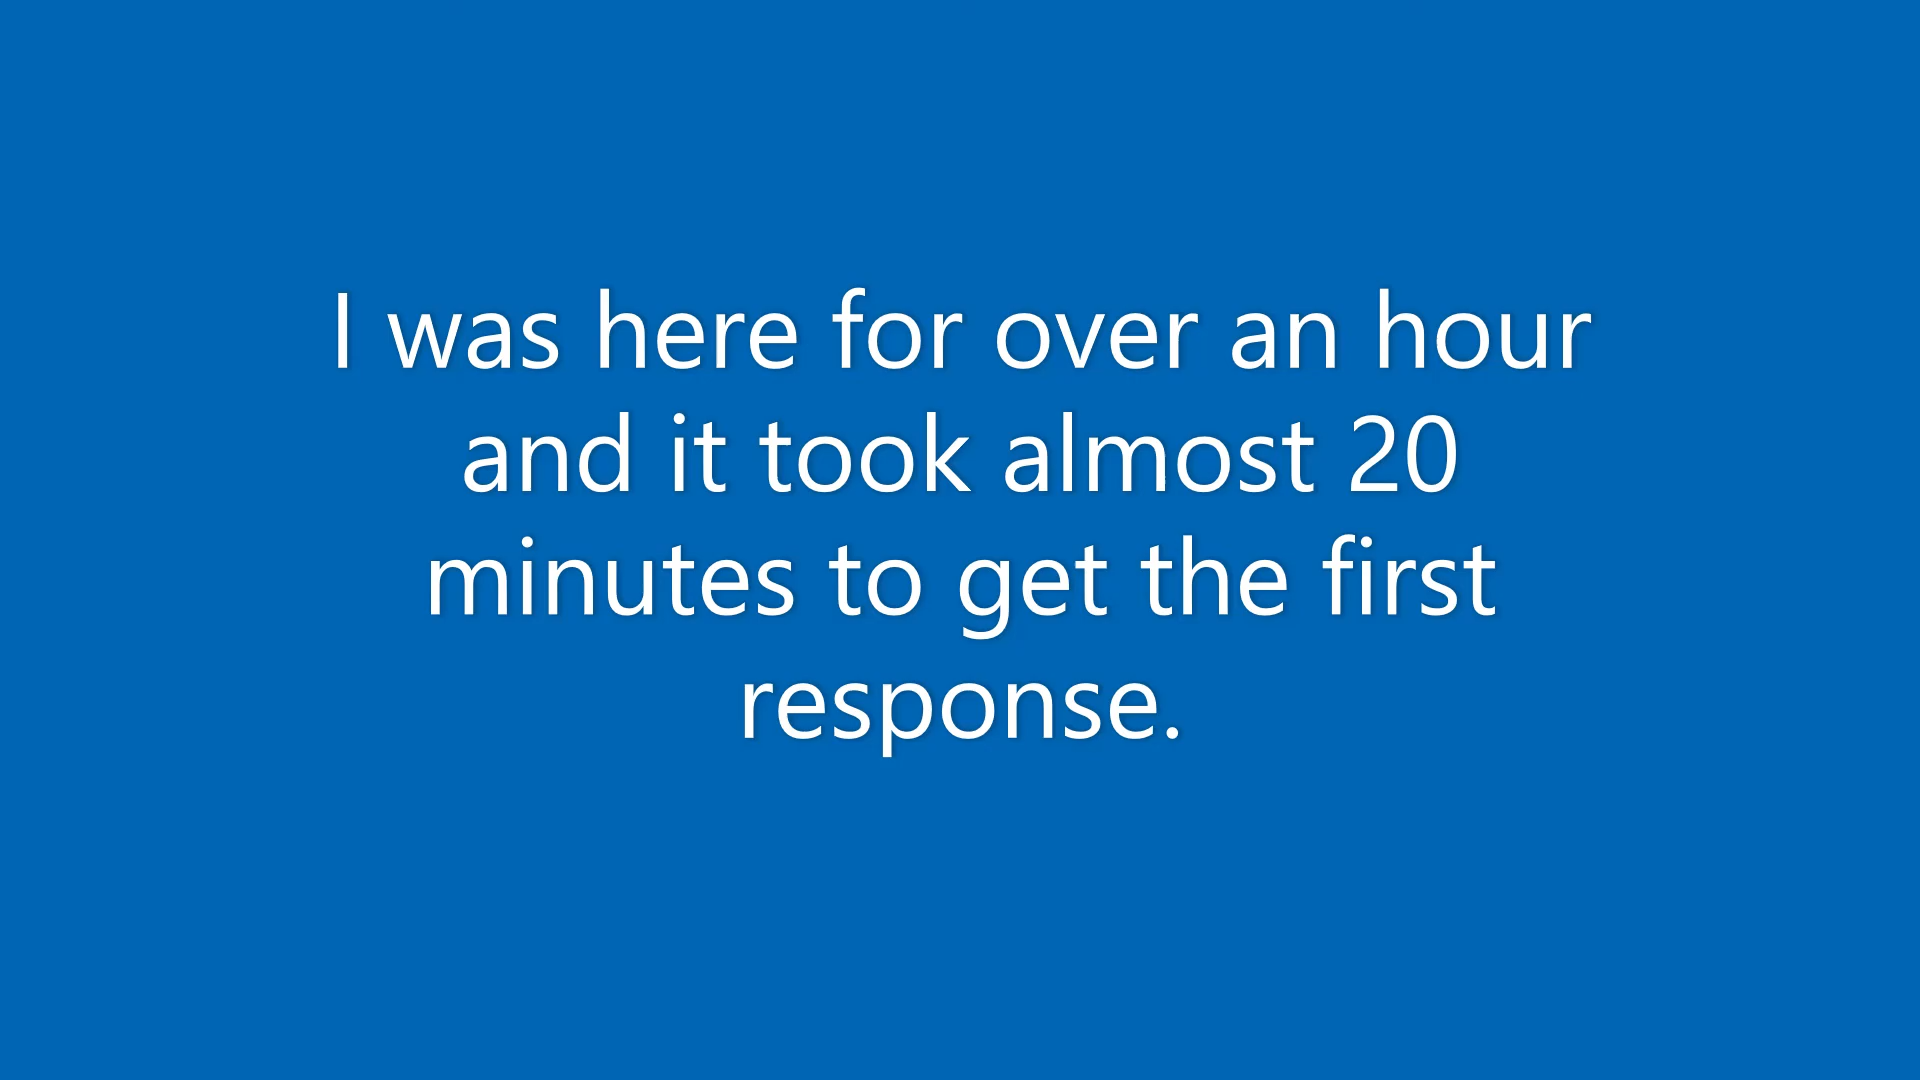 I was here for over an hour
and it took almost 20
minutes to get the first
response.